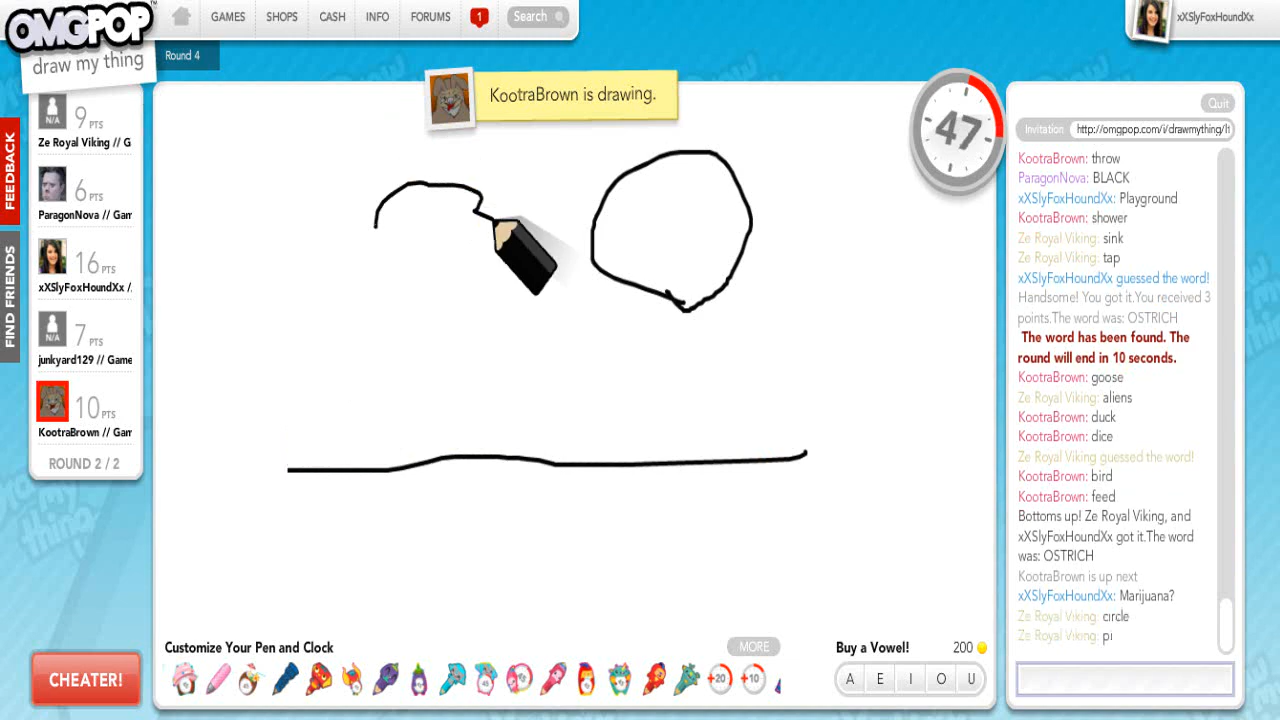 OMGPOP™
draw my thing
GAMES SHOPS CASH INFO FORUMS 1 Search
xXSlyFoxHoundXx
Round 4
FEEDBACK
FIND FRIENDS
N/A 9 PTS
Ze Royal Viking // G
6 PTS
ParagonNova // Gam
16 PTS
xXSlyFoxHoundXx //
N/A 7 PTS
junkyard129 // Game
10 PTS
KootraBrown // Gam
ROUND 2 / 2
CHEATER!
KootraBrown is drawing.
47
Quit
Invitation http://omgpop.com/i/drawmything/
KootraBrown: throw
ParagonNova: BLACK
xXSlyFoxHoundXx: Playground
KootraBrown: shower
Ze Royal Viking: sink
Ze Royal Viking: tap
xXSlyFoxHoundXx guessed the word!
Handsome! You got it.You received 3
points.The word was: OSTRICH
The word has been found. The
round will end in 10 seconds.
KootraBrown: goose
Ze Royal Viking: aliens
KootraBrown: duck
KootraBrown: dice
Ze Royal Viking guessed the word!
KootraBrown: bird
KootraBrown: feed
Bottoms up! Ze Royal Viking, and
xXSlyFoxHoundXx got it.The word
was: OSTRICH
KootraBrown is up next
xXSlyFoxHoundXx: Marijuana?
Ze Royal Viking: circle
Ze Royal Viking: pi
Customize Your Pen and Clock
MORE
+20 +10
Buy a Vowel! 200
A E I O U